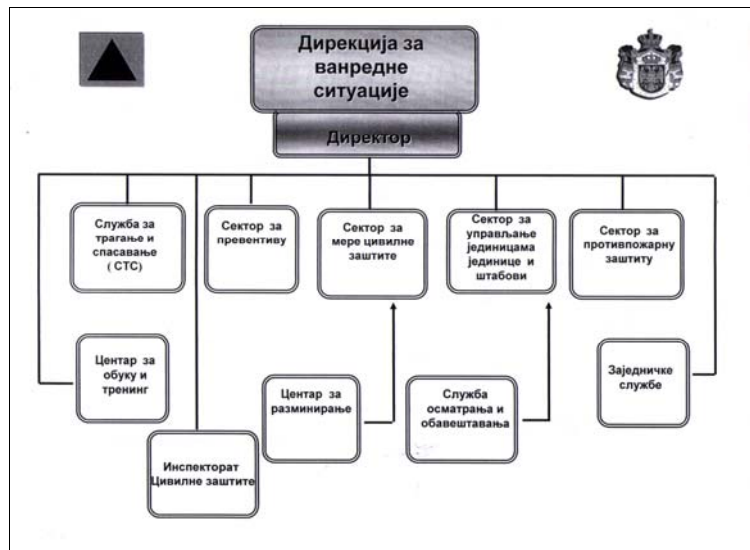 Дирекција за
ванредне
ситуације
Директор
Служба за
трагање и
спасавање
( СТС)
Сектор за
превентиву
Сектор за
мере цивилне
заштите
Сектор за
управљање
јединицама
јединице и
штабови
Сектор за
противпожарну
заштиту
Центар за
обуку и
тренинг
Центар за
разминирање
Служба
осматрања и
обавештавања
Заједничке
службе
Инспекторат
Цивилне заштите